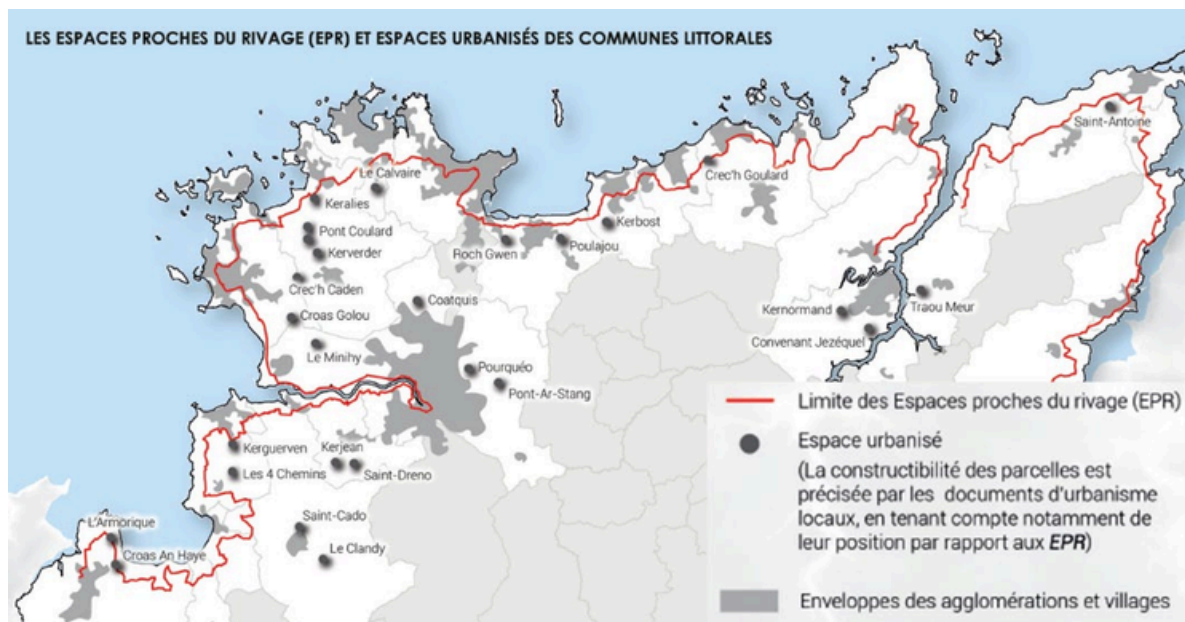 LES ESPACES PROCHES DU RIVAGE (EPR) ET ESPACES URBANISÉS DES COMMUNES LITTORALES
Saint-Antoine
Le Calvaire
Crec'h Goulard
Keralies
Kerbost
Pont Coulard
Roch Gwen
Poulajou
Kerverder
Crec'h Caden
Coatquis
Traou Meur
Kernormand
Croas Golou
Convenant Jezéquel
Le Minihy
Pourquéo
Pont-Ar-Stang
Kerguerven
Kerjean
Les 4 Chemins
Saint-Dreno
Saint-Cado
L'Armorique
Croas An Haye
Le Clandy
Limite des Espaces proches du rivage (EPR)
Espace urbanisé
(La constructibilité des parcelles est
précisée par les documents d'urbanisme
locaux, en tenant compte notamment de
leur position par rapport aux EPR)
Enveloppes des agglomérations et villages